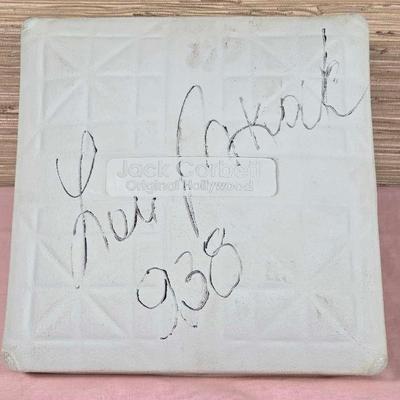 Lou Brock
Jack Corbett
Original Hollywood
938